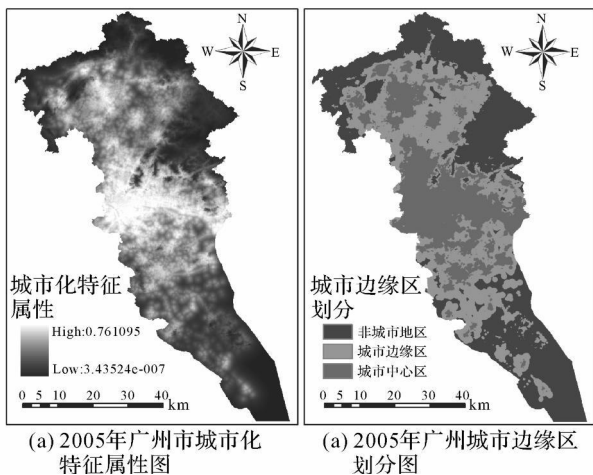 N
W E
S
城市化特征
属性
High:0.761095
Low:3.43524e-007
0 5 10 20 30 40
km
(a) 2005年广州市城市化
特征属性图
N
W E
S
城市边缘区
划分
非城市地区
城市边缘区
城市中心区
0 5 10 20 30 40
km
(a) 2005年广州城市边缘区
划分图